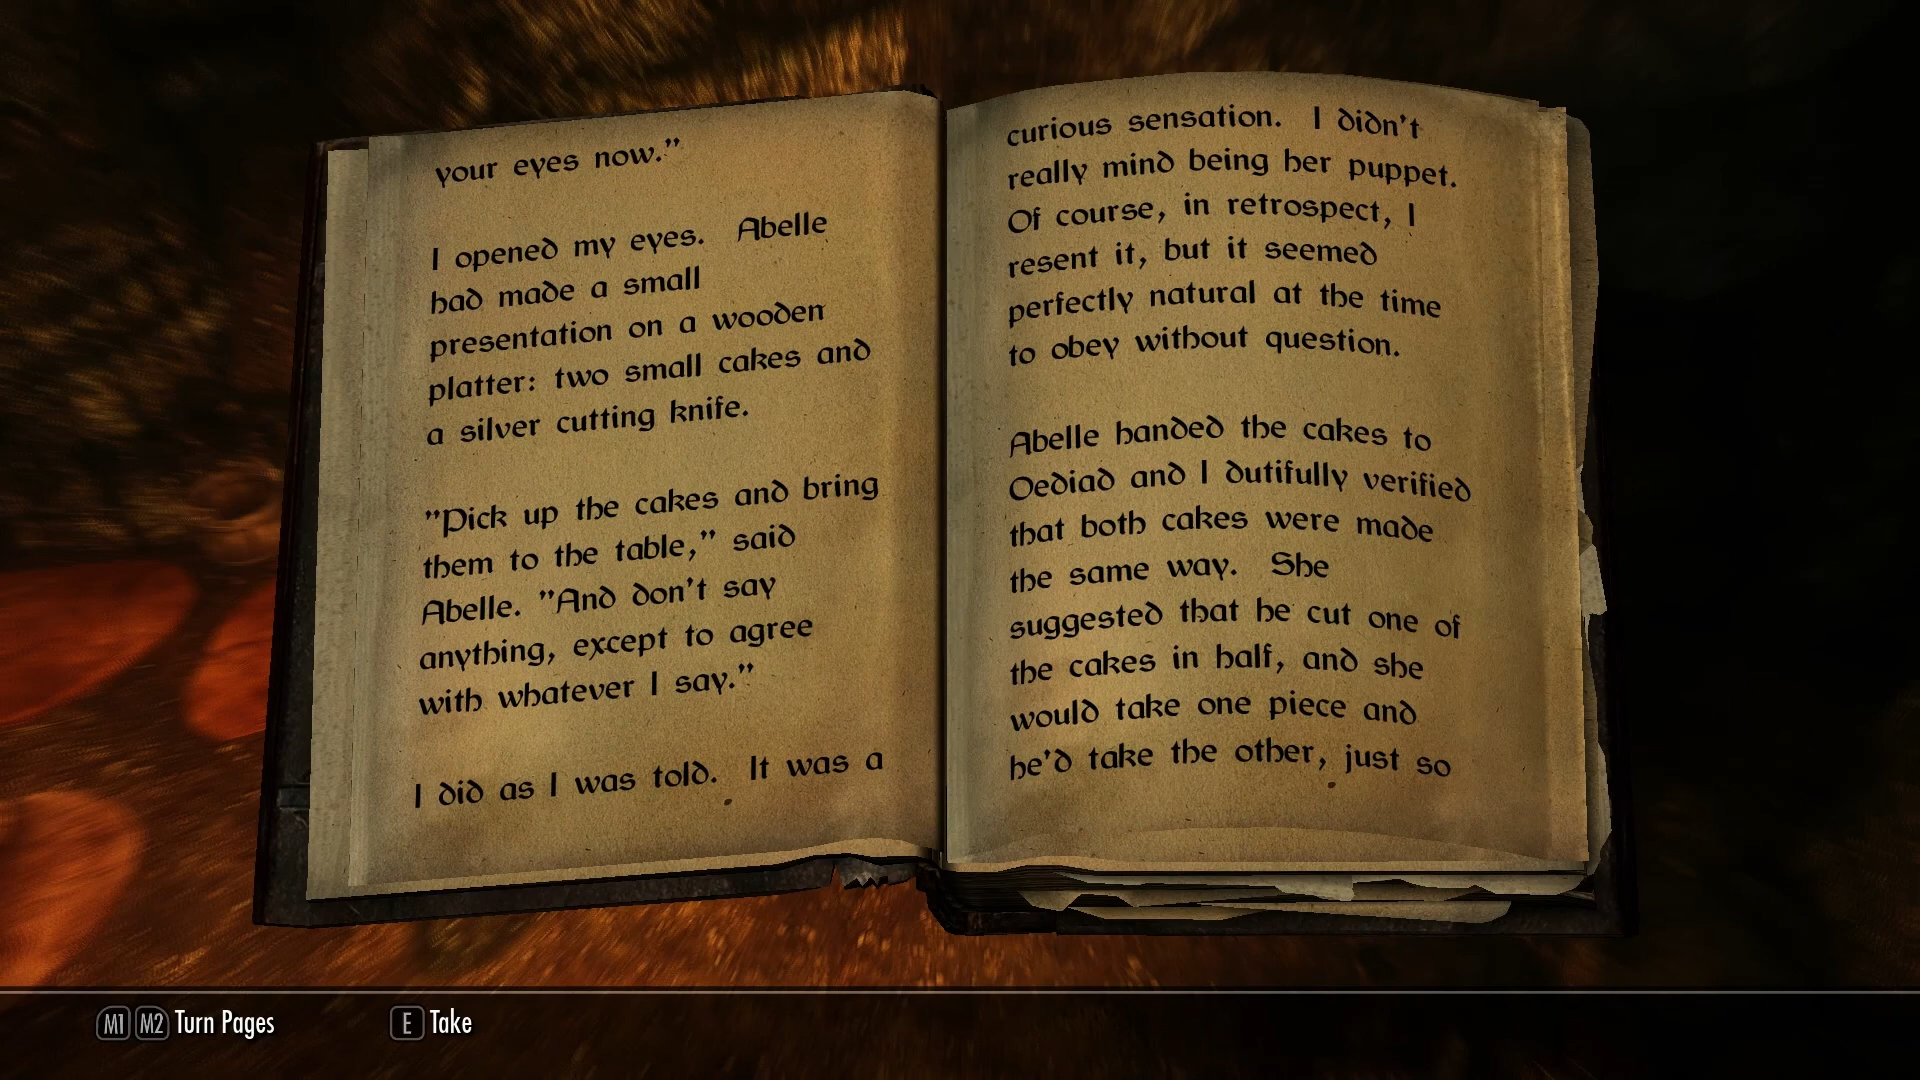 your eyes now."
I opened my eyes.  Abelle
had made a small
presentation on a wooden
platter: two small cakes and
a silver cutting knife.
"Pick up the cakes and bring
them to the table," said
Abelle. "And don't say
anything, except to agree
with whatever I say."
I did as I was told.  It was a
curious sensation.  I didn't
really mind being her puppet.
Of course, in retrospect, I
resent it, but it seemed
perfectly natural at the time
to obey without question.
Abelle handed the cakes to
Oediad and I dutifully verified
that both cakes were made
the same way.  She
suggested that he cut one of
the cakes in half, and she
would take one piece and
he'd take the other, just so
M1 M2 Turn Pages
E Take